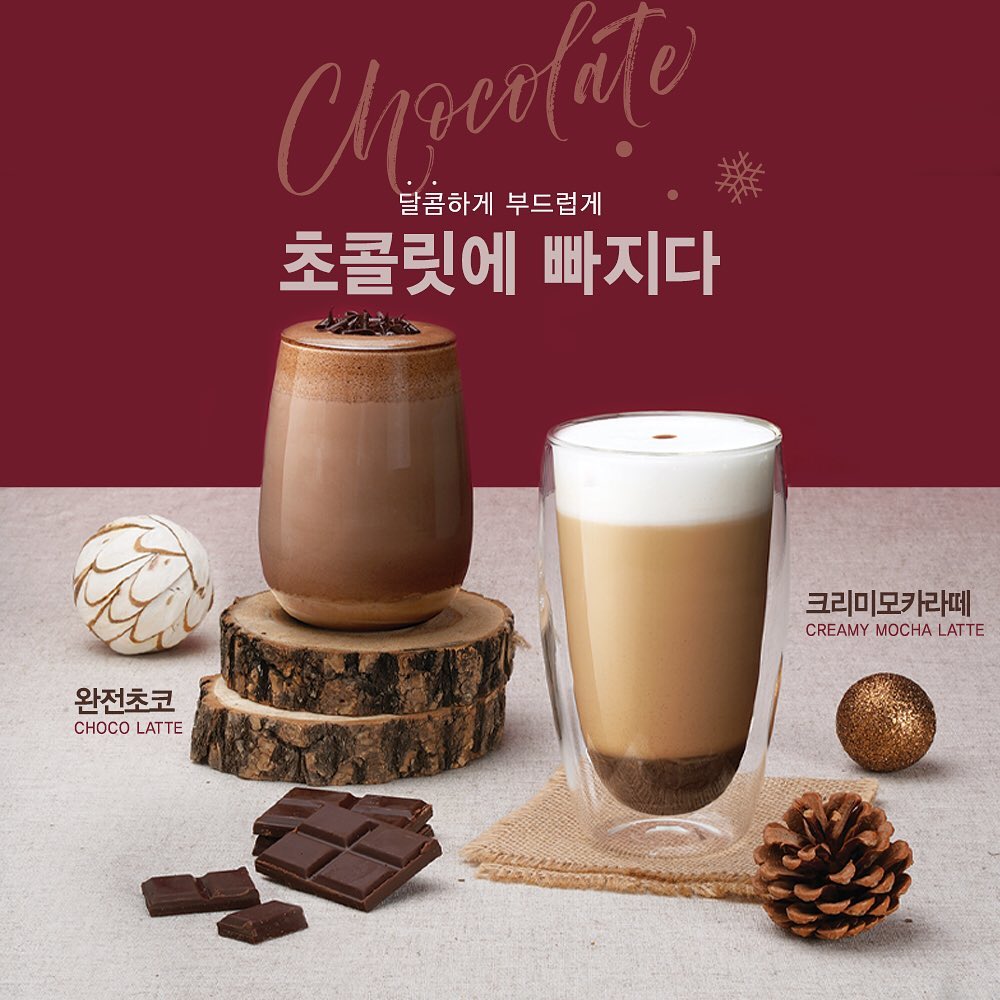 Chocolate
달콤하게 부드럽게
초콜릿에 빠지다
크리미모카라떼
CREAMY MOCHA LATTE
완전초코
CHOCO LATTE